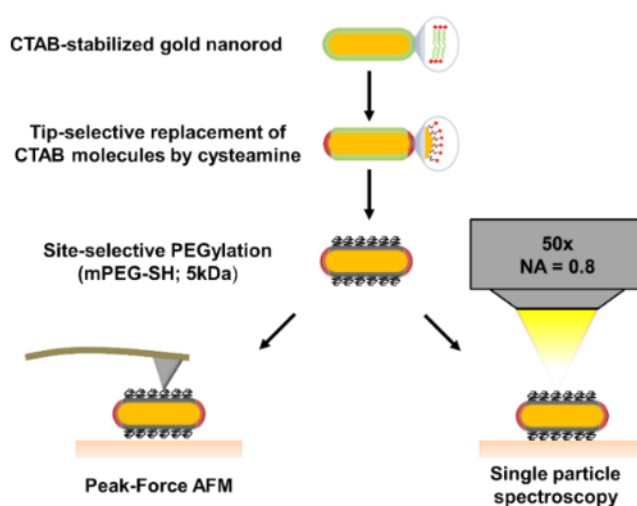 CTAB-stabilized gold nanorod
Tip-selective replacement of
CTAB molecules by cysteamine
Site-selective PEGylation
(mPEG-SH; 5kDa)
50x
NA = 0.8
Peak-Force AFM
Single particle
spectroscopy